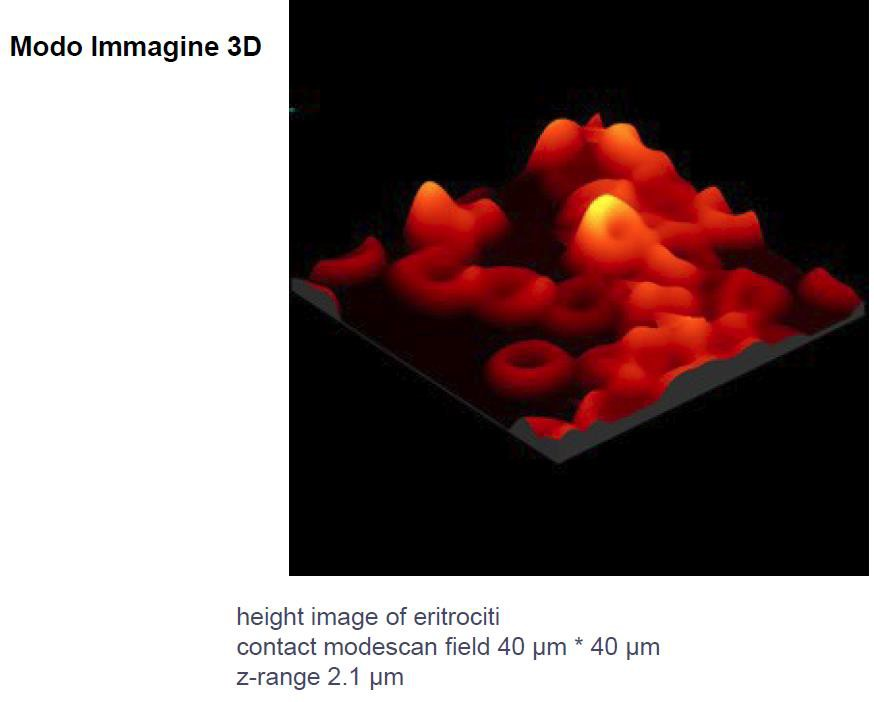 Modo Immagine 3D
height image of eritrociti
contact modescan field 40 µm * 40 µm
z-range 2.1 µm